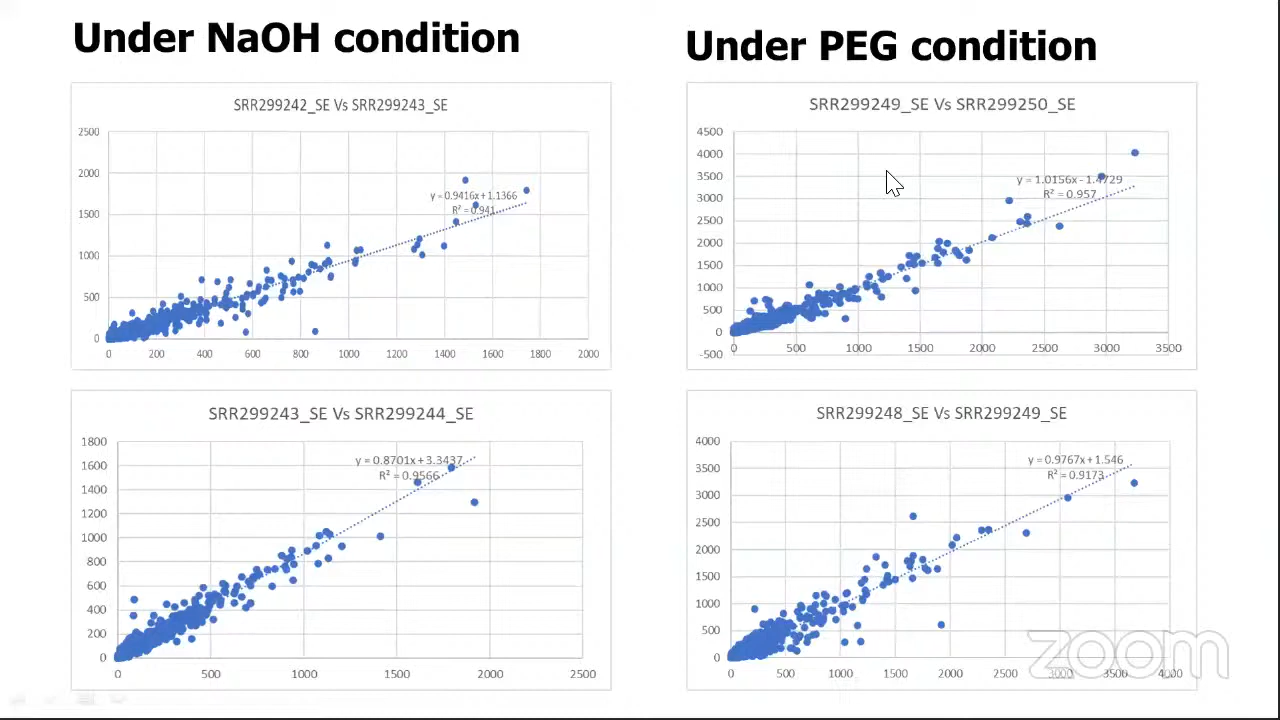 Under NaOH condition
SRR299242_SE Vs SRR299243_SE
2500
2000
1500
1000
500
0
y = 0.9416x + 1.1366
R² = 0.941
0 200 400 600 800 1000 1200 1400 1600 1800 2000
SRR299243_SE Vs SRR299244_SE
1800
1600
1400
1200
1000
800
600
400
200
0
y = 0.8701x + 3.3437
R² = 0.9566
0 500 1000 1500 2000 2500
Under PEG condition
SRR299249_SE Vs SRR299250_SE
4500
4000
3500
3000
2500
2000
1500
1000
500
0
-500
y = 1.0156x - 1.4729
R² = 0.957
0 500 1000 1500 2000 2500 3000 3500
SRR299248_SE Vs SRR299249_SE
4000
3500
3000
2500
2000
1500
1000
500
0
y = 0.9767x + 1.546
R² = 0.9173
0 500 1000 1500 2000 2500 3000 3500 4000
zoom